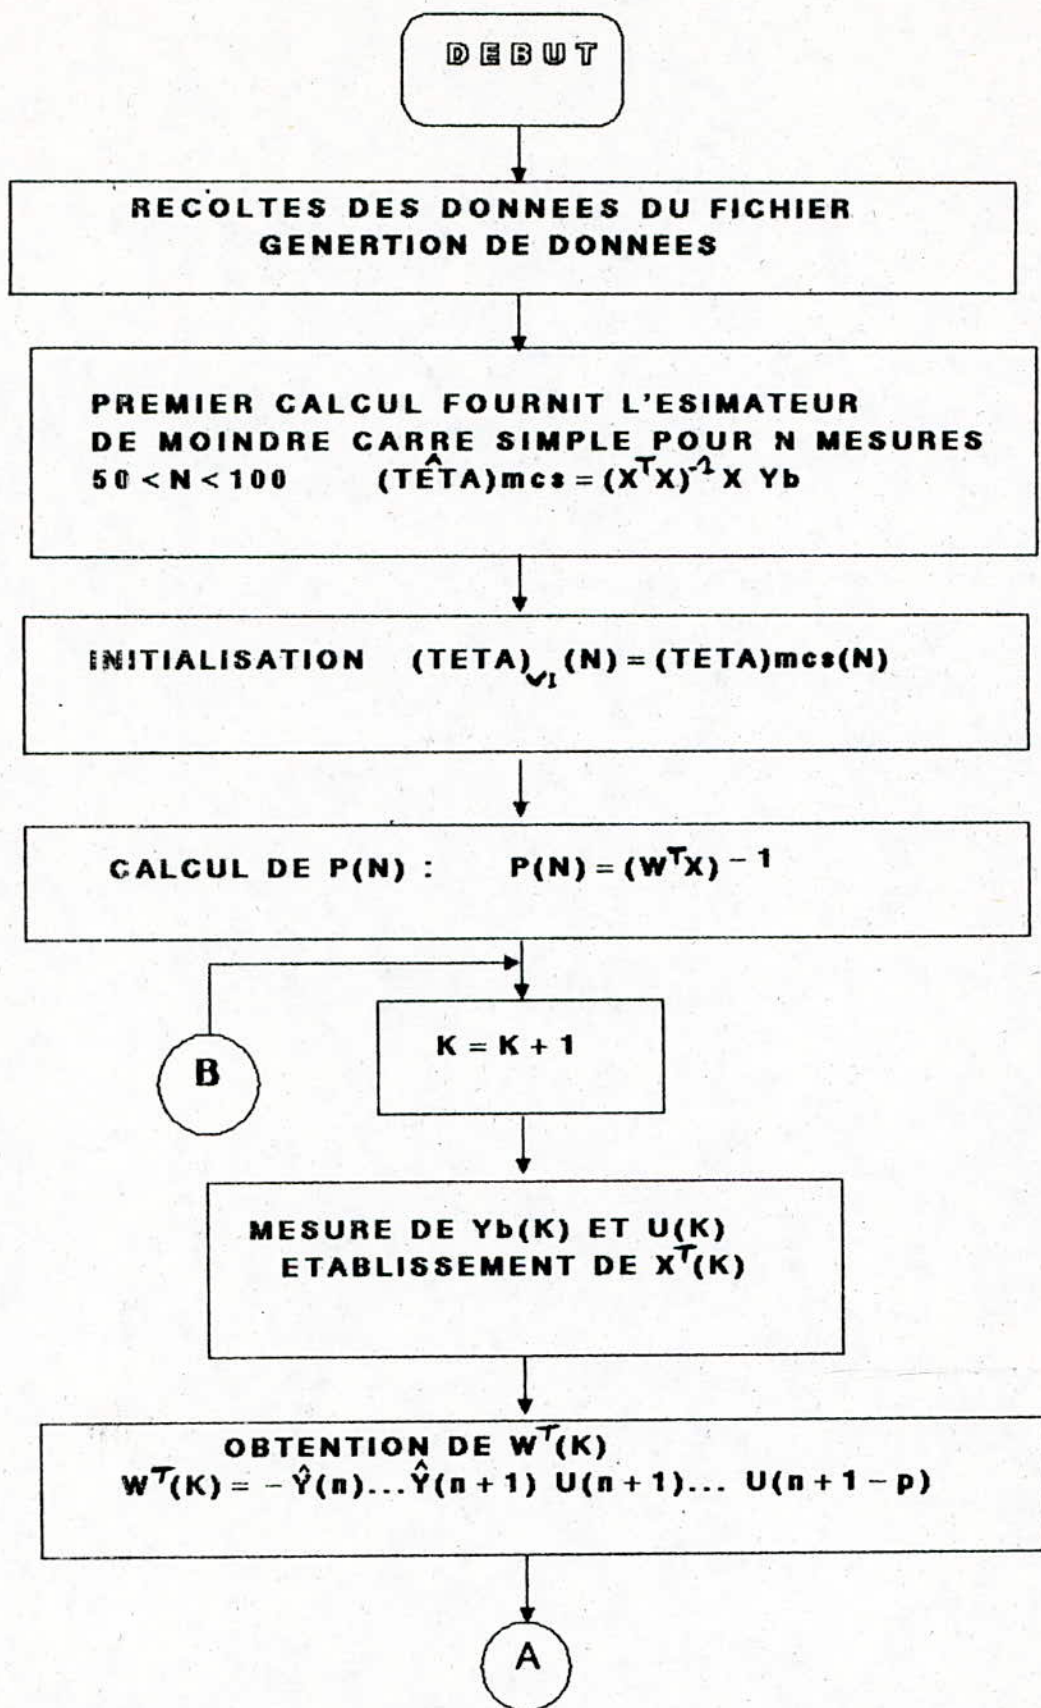 DEBUT
RECOLTES DES DONNEES DU FICHIER
GENERTION DE DONNEES
PREMIER CALCUL FOURNIT L'ESIMATEUR
DE MOINDRE CARRE SIMPLE POUR N MESURES
50 < N < 100 (TÊTA)mcs = (XᵀX)⁻¹ X Yb
INITIALISATION (TETA)VI (N) = (TETA)mcs(N)
CALCUL DE P(N) : P(N) = (WᵀX) – 1
B
K = K + 1
MESURE DE Yb(K) ET U(K)
ETABLISSEMENT DE Xᵀ(K)
OBTENTION DE Wᵀ(K)
Wᵀ(K) = – Ŷ(n)...Ŷ(n + 1) U(n + 1)... U(n + 1 – p)
A